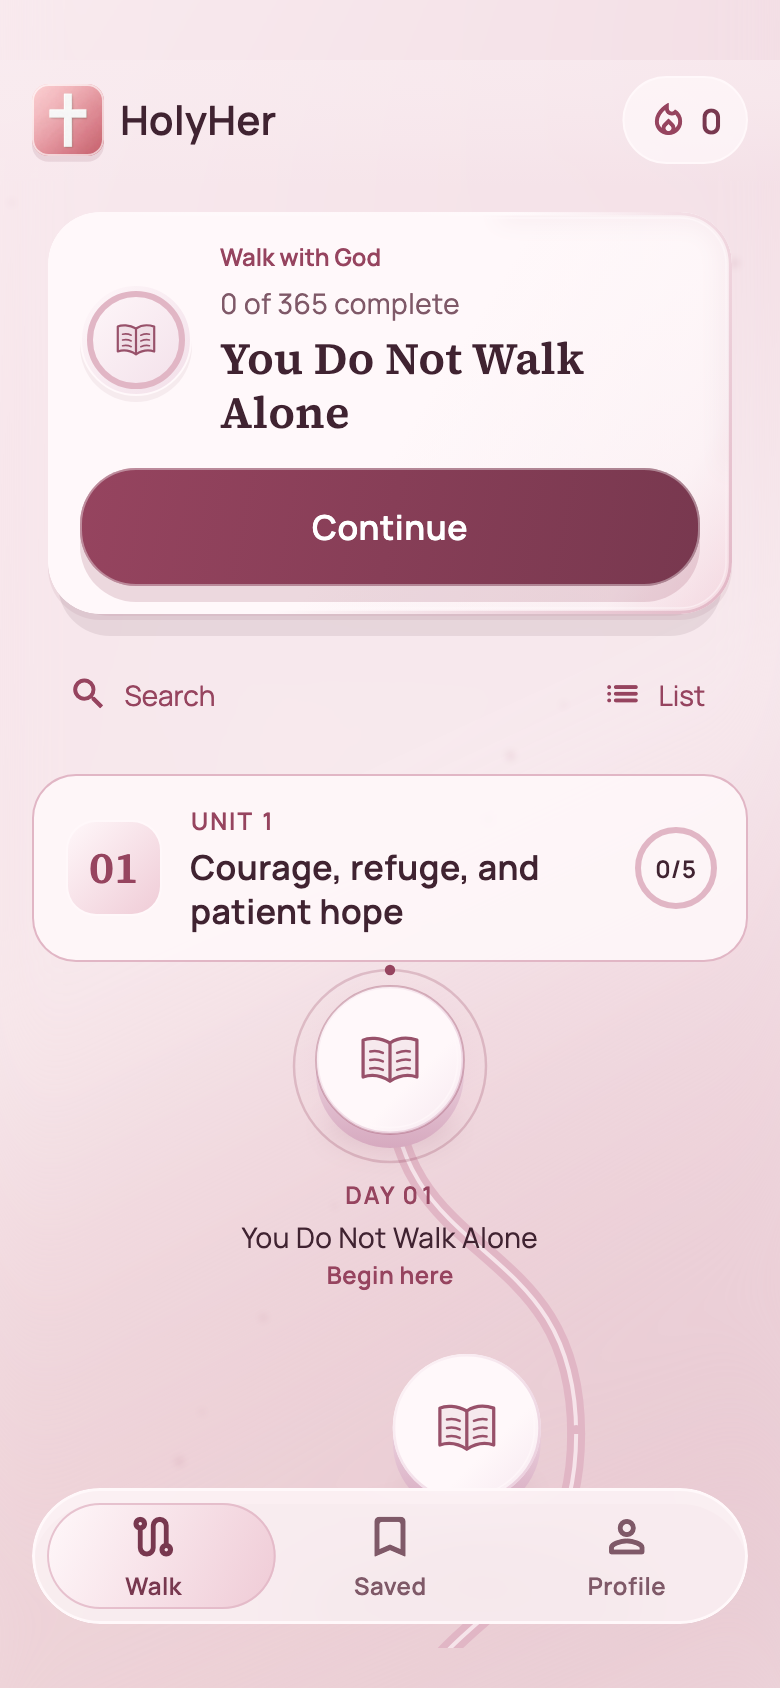 HolyHer
0
Walk with God
0 of 365 complete
You Do Not Walk
Alone
Continue
Search
List
01
UNIT 1
Courage, refuge, and
patient hope
0/5
DAY 01
You Do Not Walk Alone
Begin here
Walk
Saved
Profile